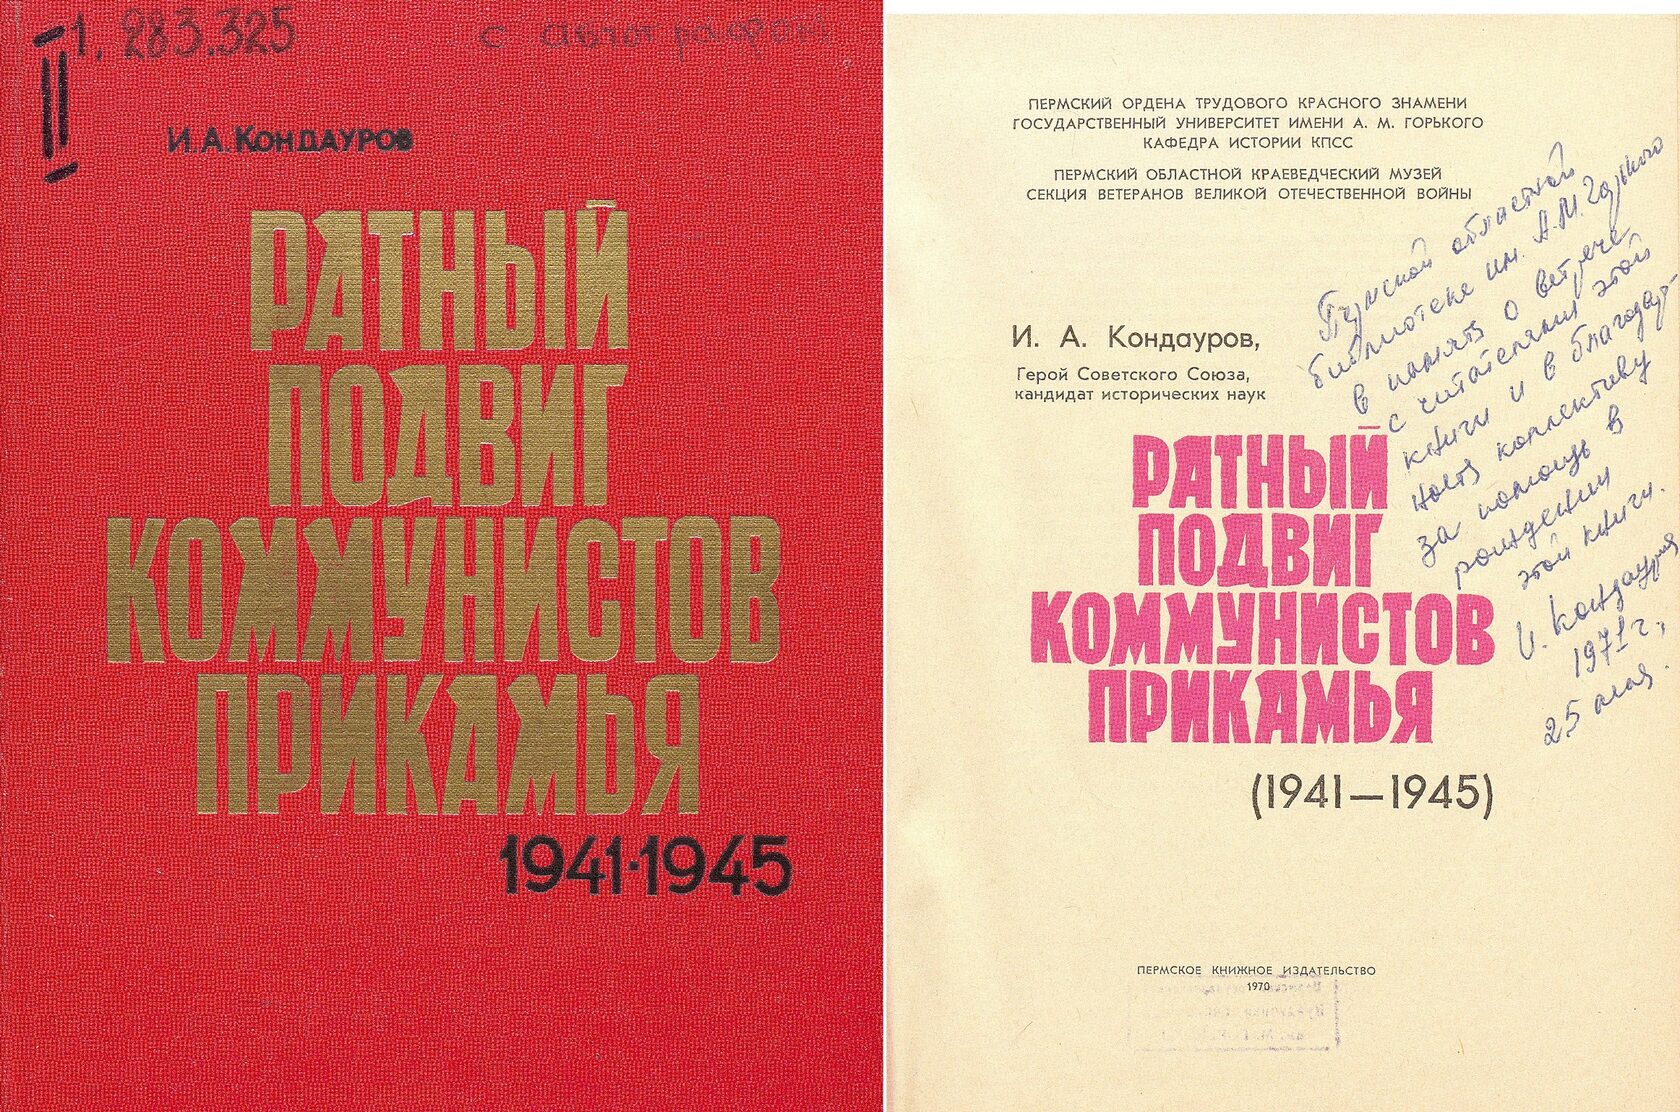 II 1. 283.325
с автографом
И. А. КОНДАУРОВ
РАТНЫЙ
ПОДВИГ
КОММУНИСТОВ
ПРИКАМЬЯ
1941·1945
ПЕРМСКИЙ ОРДЕНА ТРУДОВОГО КРАСНОГО ЗНАМЕНИ
ГОСУДАРСТВЕННЫЙ УНИВЕРСИТЕТ ИМЕНИ А. М. ГОРЬКОГО
КАФЕДРА ИСТОРИИ КПСС
ПЕРМСКИЙ ОБЛАСТНОЙ КРАЕВЕДЧЕСКИЙ МУЗЕЙ
СЕКЦИЯ ВЕТЕРАНОВ ВЕЛИКОЙ ОТЕЧЕСТВЕННОЙ ВОЙНЫ
И. А. Кондауров,
Герой Советского Союза,
кандидат исторических наук
РАТНЫЙ
ПОДВИГ
КОММУНИСТОВ
ПРИКАМЬЯ
(1941—1945)
Пермской областной
библиотеке им. А.М. Горького
в память о встрече
с читателями этой
книги и в благодар-
ность коллективу
за помощь в
рождении
этой книги.
И. Кондауров
1971 г.,
25 мая.
ПЕРМСКОЕ КНИЖНОЕ ИЗДАТЕЛЬСТВО
1970